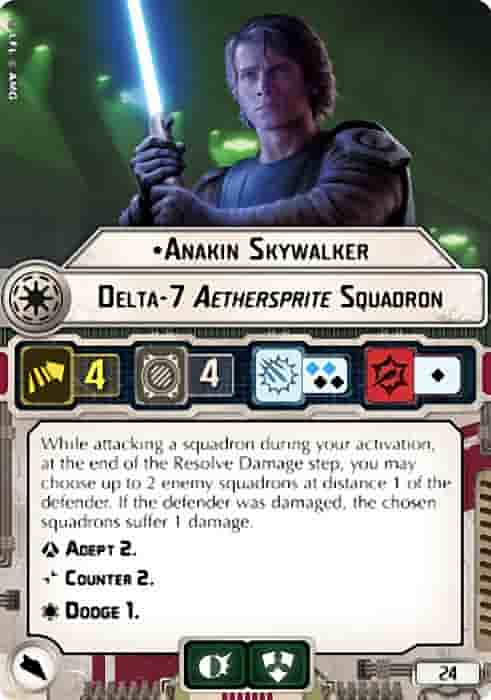 LFL © AMG
•Anakin Skywalker
Delta-7 Aethersprite Squadron
4 4
While attacking a squadron during your activation,
at the end of the Resolve Damage step, you may
choose up to 2 enemy squadrons at distance 1 of the
defender. If the defender was damaged, the chosen
squadrons suffer 1 damage.
Adept 2.
Counter 2.
Dodge 1.
24